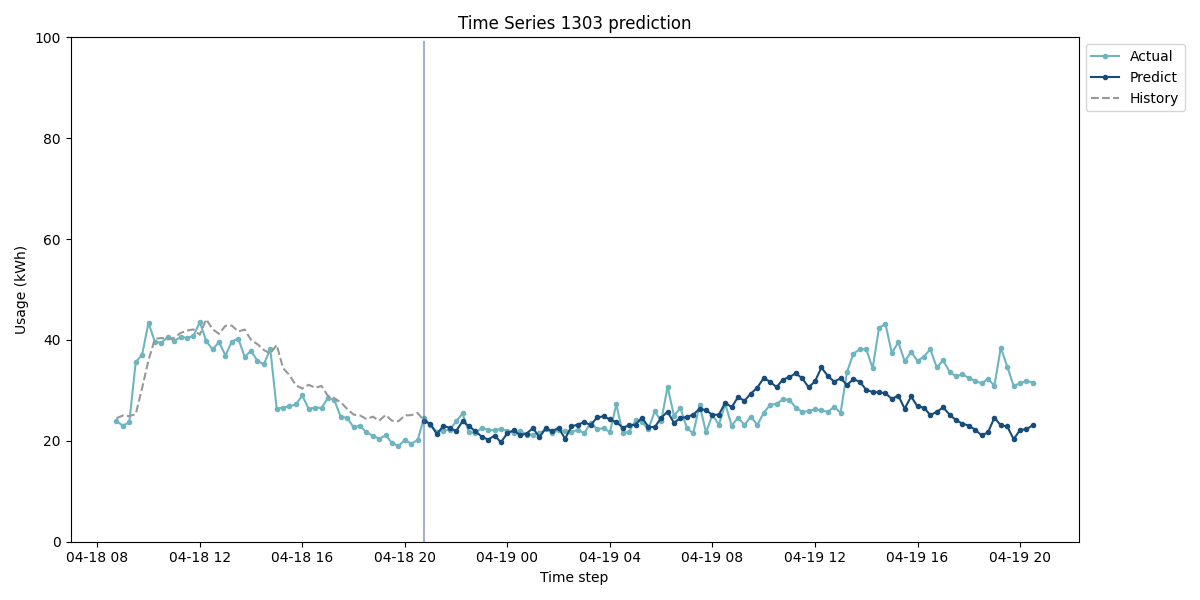 Time Series 1303 prediction
100
80
60
40
20
0
Usage (kWh)
04-18 08
04-18 12
04-18 16
04-18 20
04-19 00
04-19 04
04-19 08
04-19 12
04-19 16
04-19 20
Time step
Actual
Predict
History